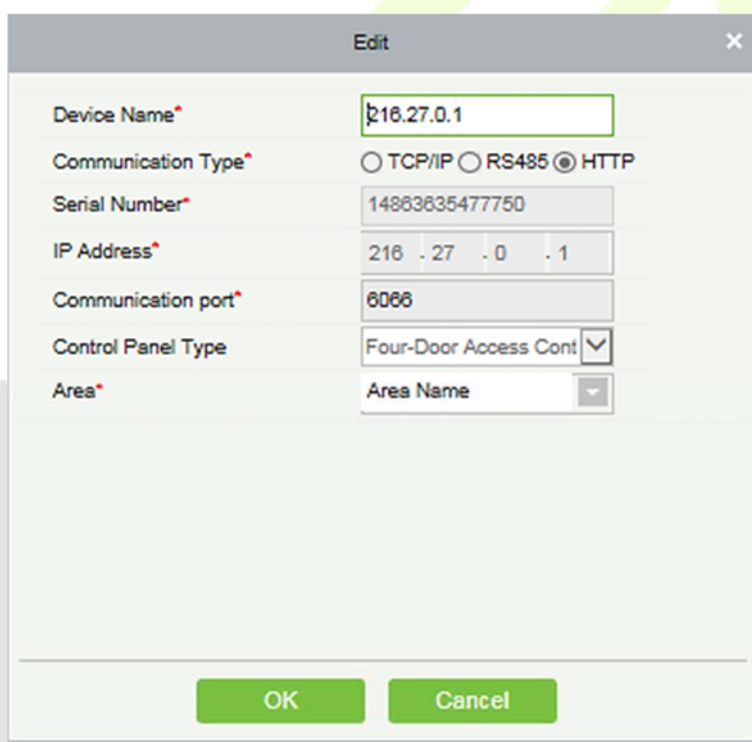 Edit ×
Device Name* 216.27.0.1
Communication Type* TCP/IP RS485 HTTP
Serial Number* 14863635477750
IP Address* 216 . 27 . 0 . 1
Communication port* 6066
Control Panel Type Four-Door Access Cont
Area* Area Name
OK Cancel